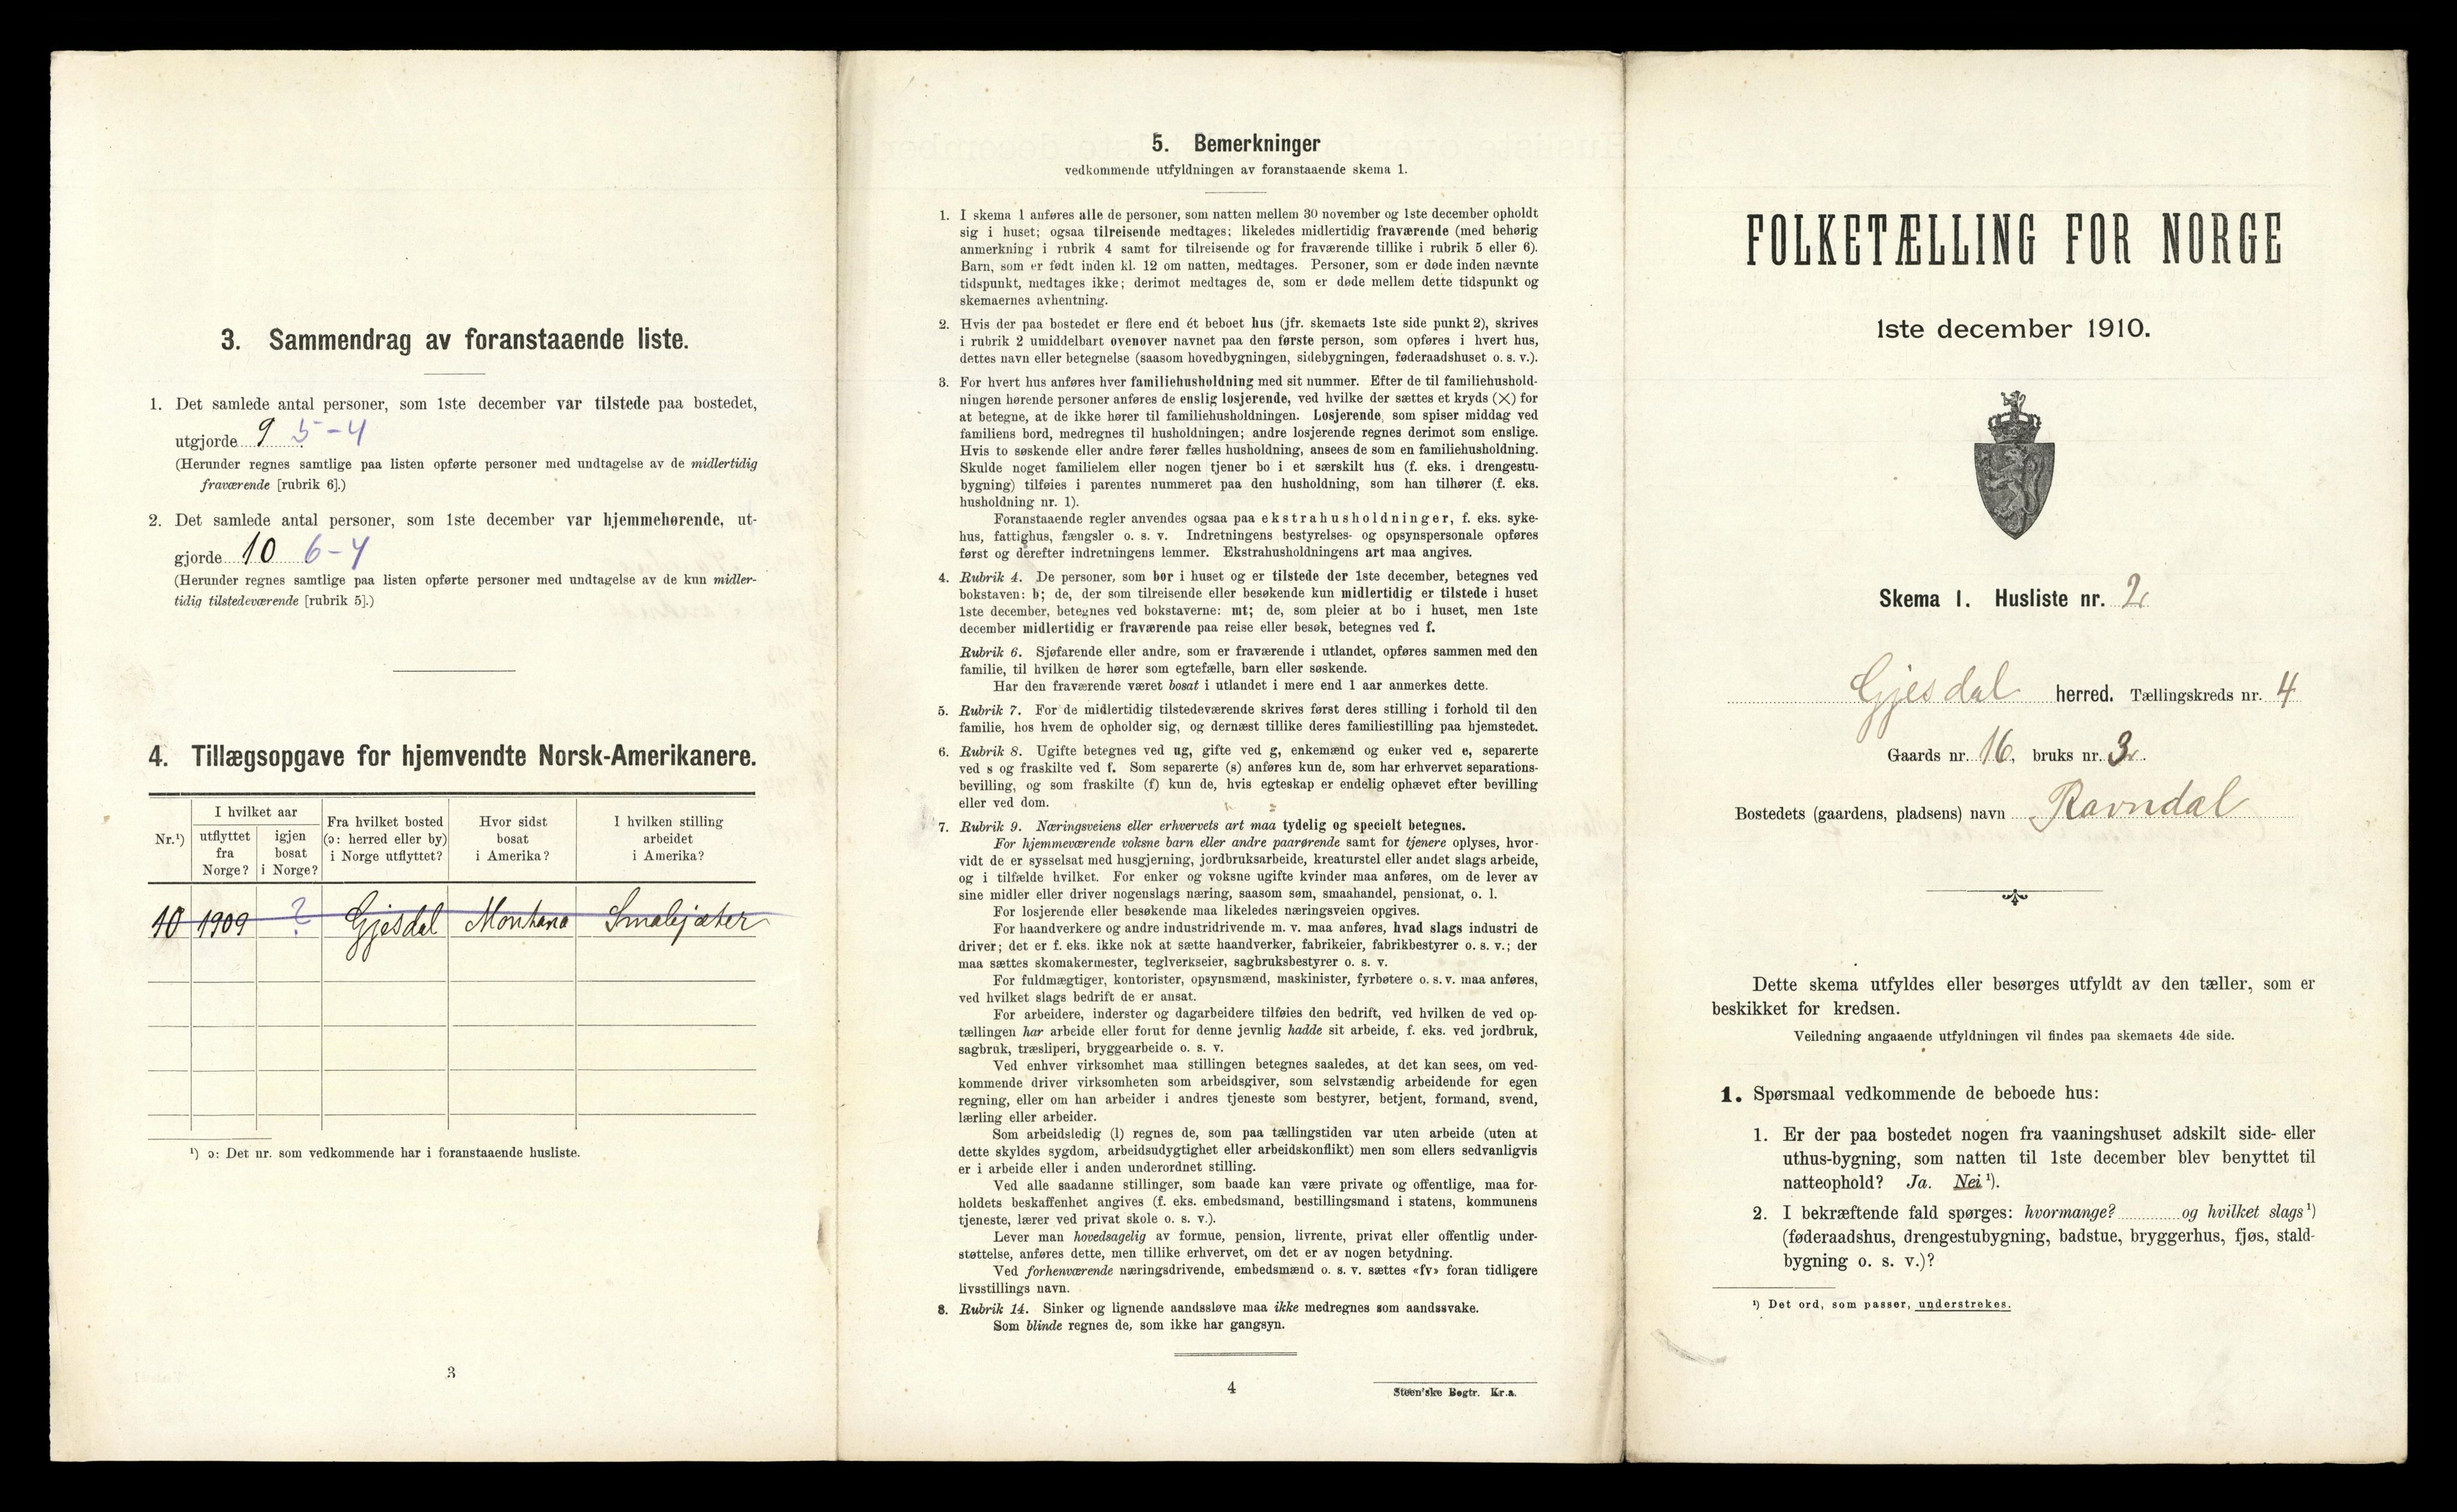 3. Sammendrag av foranstaaende liste.
1. Det samlede antal personer, som 1ste december var tilstede paa bostedet,
utgjorde 9 5-4
(Herunder regnes samtlige paa listen opførte personer med undtagelse av de midlertidig
fraværende [rubrik 6].)
2. Det samlede antal personer, som 1ste december var hjemmehørende, ut-
gjorde 10 6-4
(Herunder regnes samtlige paa listen opførte personer med undtagelse av de kun midler-
tidig tilstedeværende [rubrik 5].)
4. Tillægsopgave for hjemvendte Norsk-Amerikanere.
Nr.¹)
I hvilket aar
utflyttet fra Norge?
igjen bosat i Norge?
Fra hvilket bosted (ɔ: herred eller by) i Norge utflyttet?
Hvor sidst bosat i Amerika?
I hvilken stilling arbeidet i Amerika?
10 1909 ? Gjesdal Montana Smalejæter
¹) ɔ: Det nr. som vedkommende har i foranstaaende husliste.
3
5. Bemerkninger
vedkommende utfyldningen av foranstaaende skema 1.
1. I skema 1 anføres alle de personer, som natten mellem 30 november og 1ste december opholdt
sig i huset; ogsaa tilreisende medtages; likeledes midlertidig fraværende (med behørig
anmerkning i rubrik 4 samt for tilreisende og for fraværende tillike i rubrik 5 eller 6).
Barn, som er født inden kl. 12 om natten, medtages. Personer, som er døde inden nævnte
tidspunkt, medtages ikke; derimot medtages de, som er døde mellem dette tidspunkt og
skemaernes avhentning.
2. Hvis der paa bostedet er flere end ét beboet hus (jfr. skemaets 1ste side punkt 2), skrives
i rubrik 2 umiddelbart ovenover navnet paa den første person, som opføres i hvert hus,
dettes navn eller betegnelse (saasom hovedbygningen, sidebygningen, føderaadshuset o. s. v.).
3. For hvert hus anføres hver familiehusholdning med sit nummer. Efter de til familiehushold-
ningen hørende personer anføres de enslig losjerende, ved hvilke der sættes et kryds (×) for
at betegne, at de ikke hører til familiehusholdningen. Losjerende, som spiser middag ved
familiens bord, medregnes til husholdningen; andre losjerende regnes derimot som enslige.
Hvis to søskende eller andre fører fælles husholdning, ansees de som en familiehusholdning.
Skulde noget familielem eller nogen tjener bo i et særskilt hus (f. eks. i drengestu-
bygning) tilføies i parentes nummeret paa den husholdning, som han tilhører (f. eks.
husholdning nr. 1).
Foranstaaende regler anvendes ogsaa paa ekstrahusholdninger, f. eks. syke-
hus, fattighus, fængsler o. s. v. Indretningens bestyrelses- og opsynspersonale opføres
først og derefter indretningens lemmer. Ekstrahusholdningens art maa angives.
4. Rubrik 4. De personer, som bor i huset og er tilstede der 1ste december, betegnes ved
bokstaven: b; de, der som tilreisende eller besøkende kun midlertidig er tilstede i huset
1ste december, betegnes ved bokstaverne: mt; de, som pleier at bo i huset, men 1ste
december midlertidig er fraværende paa reise eller besøk, betegnes ved f.
Rubrik 6. Sjøfarende eller andre, som er fraværende i utlandet, opføres sammen med den
familie, til hvilken de hører som egtefælle, barn eller søskende.
Har den fraværende været bosat i utlandet i mere end 1 aar anmerkes dette.
5. Rubrik 7. For de midlertidig tilstedeværende skrives først deres stilling i forhold til den
familie, hos hvem de opholder sig, og dernæst tillike deres familiestilling paa hjemstedet.
6. Rubrik 8. Ugifte betegnes ved ug, gifte ved g, enkemænd og enker ved e, separerte
ved s og fraskilte ved f. Som separerte (s) anføres kun de, som har erhvervet separations-
bevilling, og som fraskilte (f) kun de, hvis egteskap er endelig ophævet efter bevilling
eller ved dom.
7. Rubrik 9. Næringsveiens eller erhvervets art maa tydelig og specielt betegnes.
For hjemmeværende voksne barn eller andre paarørende samt for tjenere oplyses, hvor-
vidt de er sysselsat med husgjerning, jordbruksarbeide, kreaturstel eller andet slags arbeide,
og i tilfælde hvilket. For enker og voksne ugifte kvinder maa anføres, om de lever av
sine midler eller driver nogenslags næring, saasom søm, smaahandel, pensionat, o. l.
For losjerende eller besøkende maa likeledes næringsveien opgives.
For haandverkere og andre industridrivende m. v. maa anføres, hvad slags industri de
driver; det er f. eks. ikke nok at sætte haandverker, fabrikeier, fabrikbestyrer o. s. v.; der
maa sættes skomakermester, teglverkseier, sagbruksbestyrer o. s. v.
For fuldmægtiger, kontorister, opsynsmænd, maskinister, fyrbøtere o. s. v. maa anføres,
ved hvilket slags bedrift de er ansat.
For arbeidere, inderster og dagarbeidere tilføies den bedrift, ved hvilken de ved op-
tællingen har arbeide eller forut for denne jevnlig hadde sit arbeide, f. eks. ved jordbruk,
sagbruk, træsliperi, bryggearbeide o. s. v.
Ved enhver virksomhet maa stillingen betegnes saaledes, at det kan sees, om ved-
kommende driver virksomheten som arbeidsgiver, som selvstændig arbeidende for egen
regning, eller om han arbeider i andres tjeneste som bestyrer, betjent, formand, svend,
lærling eller arbeider.
Som arbeidsledig (l) regnes de, som paa tællingstiden var uten arbeide (uten at
dette skyldes sygdom, arbeidsudygtighet eller arbeidskonflikt) men som ellers sedvanligvis
er i arbeide eller i anden underordnet stilling.
Ved alle saadanne stillinger, som baade kan være private og offentlige, maa for-
holdets beskaffenhet angives (f. eks. embedsmand, bestillingsmand i statens, kommunens
tjeneste, lærer ved privat skole o. s. v.).
Lever man hovedsagelig av formue, pension, livrente, privat eller offentlig under-
støttelse, anføres dette, men tillike erhvervet, om det er av nogen betydning.
Ved forhenværende næringsdrivende, embedsmænd o. s. v. sættes «fv» foran tidligere
livsstillings navn.
8. Rubrik 14. Sinker og lignende aandssløve maa ikke medregnes som aandssvake.
Som blinde regnes de, som ikke har gangsyn.
4
Steen'ske Bogtr. Kr.a.
FOLKETÆLLING FOR NORGE
1ste december 1910.
Skema 1. Husliste nr. 2
Gjesdal herred. Tællingskreds nr. 4
Gaards nr. 16, bruks nr. 3.
Bostedets (gaardens, pladsens) navn Ravndal
Dette skema utfyldes eller besørges utfyldt av den tæller, som er
beskikket for kredsen.
Veiledning angaaende utfyldningen vil findes paa skemaets 4de side.
1. Spørsmaal vedkommende de beboede hus:
1. Er der paa bostedet nogen fra vaaningshuset adskilt side- eller
uthus-bygning, som natten til 1ste december blev benyttet til
natteophold? Ja. Nei ¹).
2. I bekræftende fald spørges: hvormange? og hvilket slags ¹)
(føderaadshus, drengestubygning, badstue, bryggerhus, fjøs, stald-
bygning o. s. v.)?
¹) Det ord, som passer, understrekes.